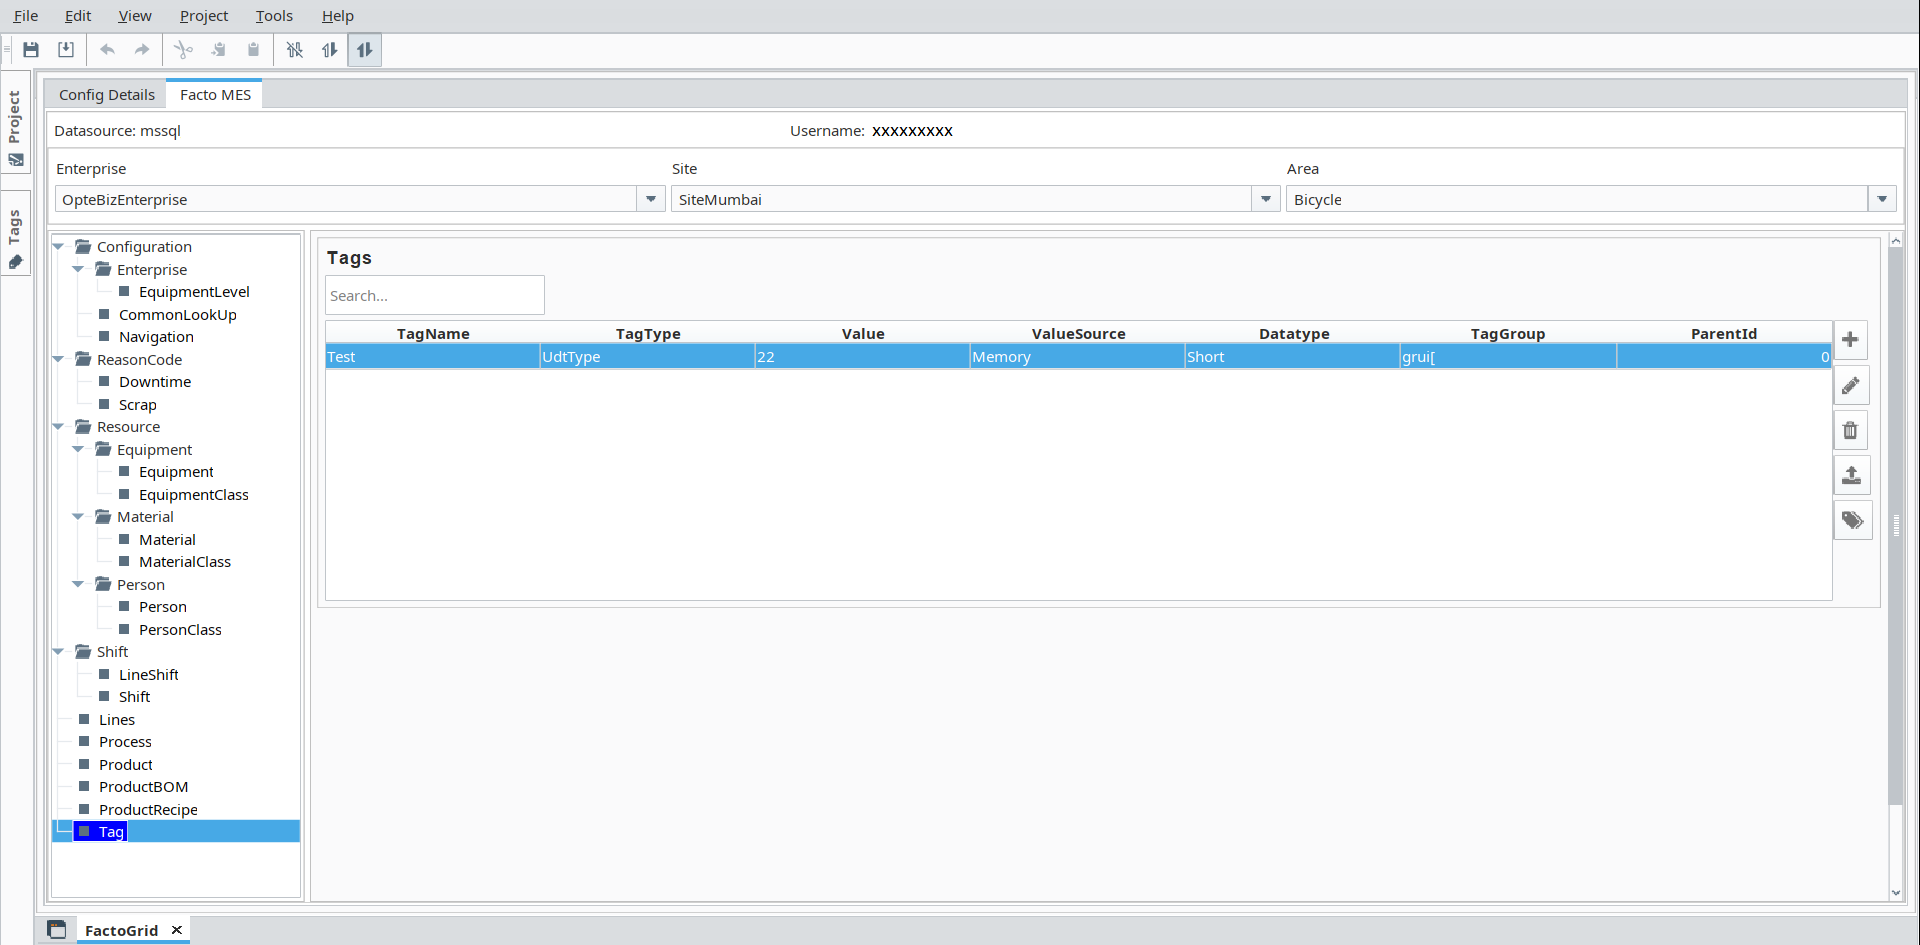 File Edit View Project Tools Help
Project
Tags
Config Details Facto MES
Datasource: mssql Username: xxxxxxxxx
Enterprise Site Area
OpteBizEnterprise SiteMumbai Bicycle
Configuration
Enterprise
EquipmentLevel
CommonLookUp
Navigation
ReasonCode
Downtime
Scrap
Resource
Equipment
Equipment
EquipmentClass
Material
Material
MaterialClass
Person
Person
PersonClass
Shift
LineShift
Shift
Lines
Process
Product
ProductBOM
ProductRecipe
Tag
Tags
Search...
TagName TagType Value ValueSource Datatype TagGroup ParentId
Test UdtType 22 Memory Short grui[ 0
FactoGrid